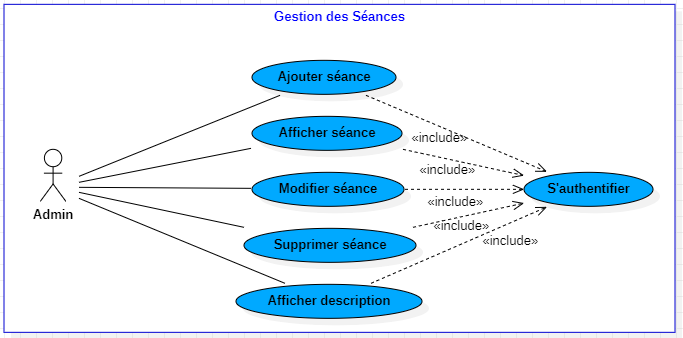 Gestion des Séances
Ajouter séance
Afficher séance
«include»
«include»
Modifier séance
S'authentifier
«include»
Admin
Supprimer séance
«include»
«include»
Afficher description